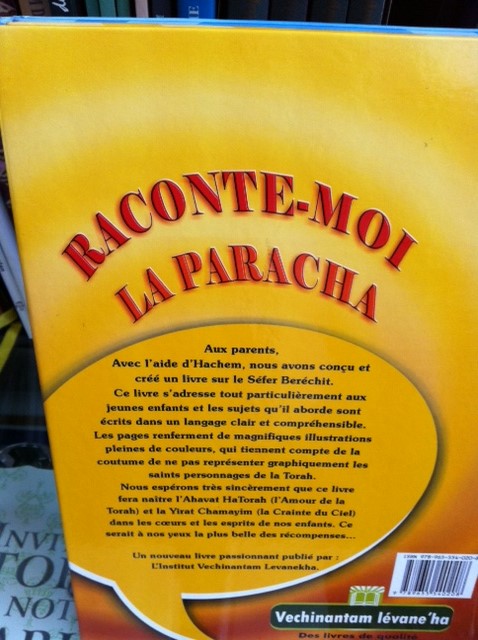 RACONTE-MOI
LA PARACHA
Aux parents,
Avec l'aide d'Hachem, nous avons conçu et
créé un livre sur le Séfer Beréchit.
Ce livre s'adresse tout particulièrement aux
jeunes enfants et les sujets qu'il aborde sont
écrits dans un langage clair et compréhensible.
Les pages renferment de magnifiques illustrations
pleines de couleurs, qui tiennent compte de la
coutume de ne pas représenter graphiquement les
saints personnages de la Torah.
Nous espérons très sincèrement que ce livre
fera naître l'Ahavat HaTorah (l'Amour de la
Torah) et la Yirat Chamayim (la Crainte du Ciel)
dans les cœurs et les esprits de nos enfants. Ce
serait à nos yeux la plus belle des récompenses...
Un nouveau livre passionnant publié par :
L'Institut Vechinantam Levanekha.
Vechinantam lévane'ha
Des livres de qualité
NOT